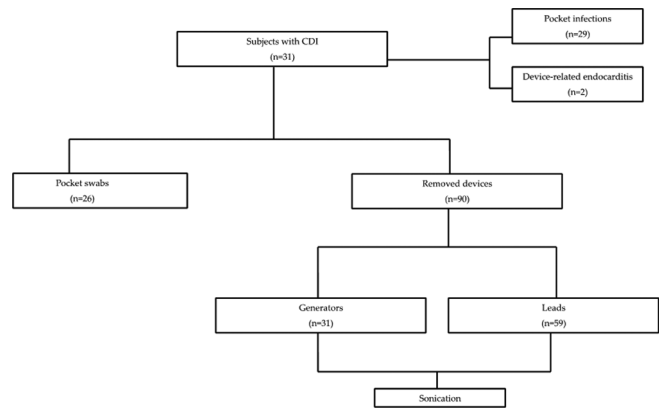 Pocket infections
(n=29)
Subjects with CDI
(n=31)
Device-related endocarditis
(n=2)
Pocket swabs
(n=26)
Removed devices
(n=90)
Generators
(n=31)
Leads
(n=59)
Sonication